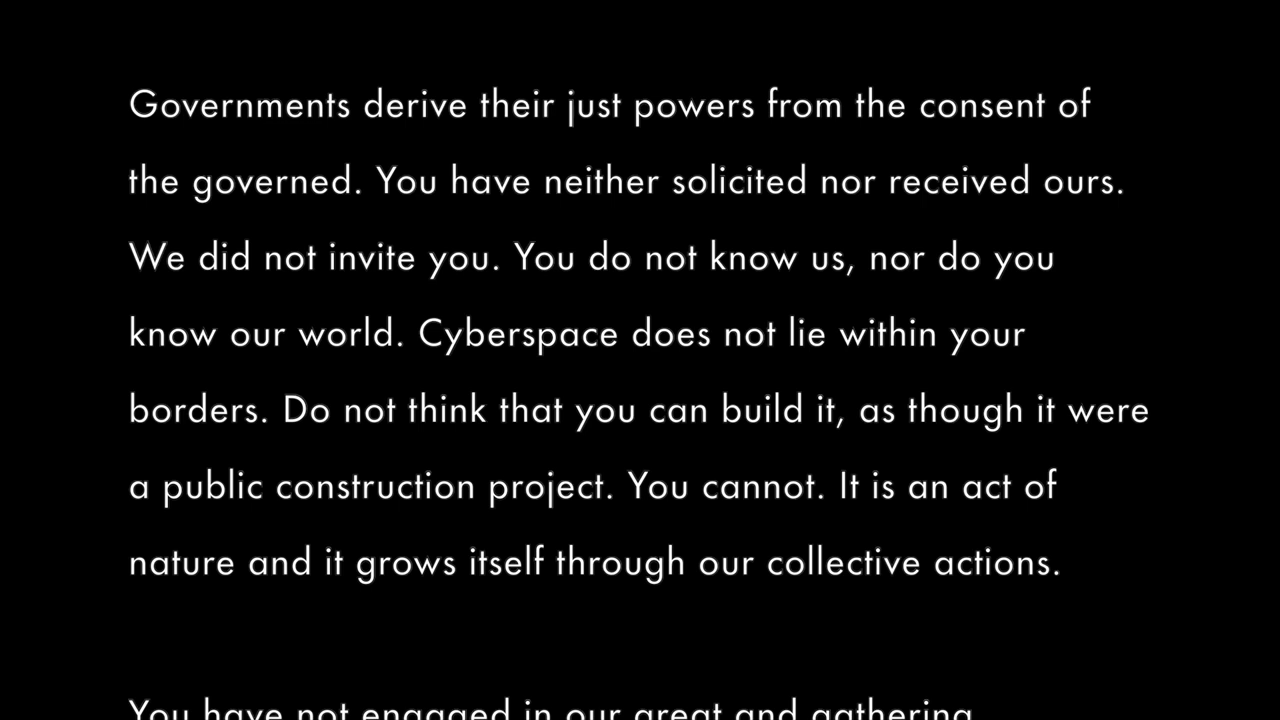 Governments derive their just powers from the consent of
the governed. You have neither solicited nor received ours.
We did not invite you. You do not know us, nor do you
know our world. Cyberspace does not lie within your
borders. Do not think that you can build it, as though it were
a public construction project. You cannot. It is an act of
nature and it grows itself through our collective actions.
You have not engaged in our great and gathering